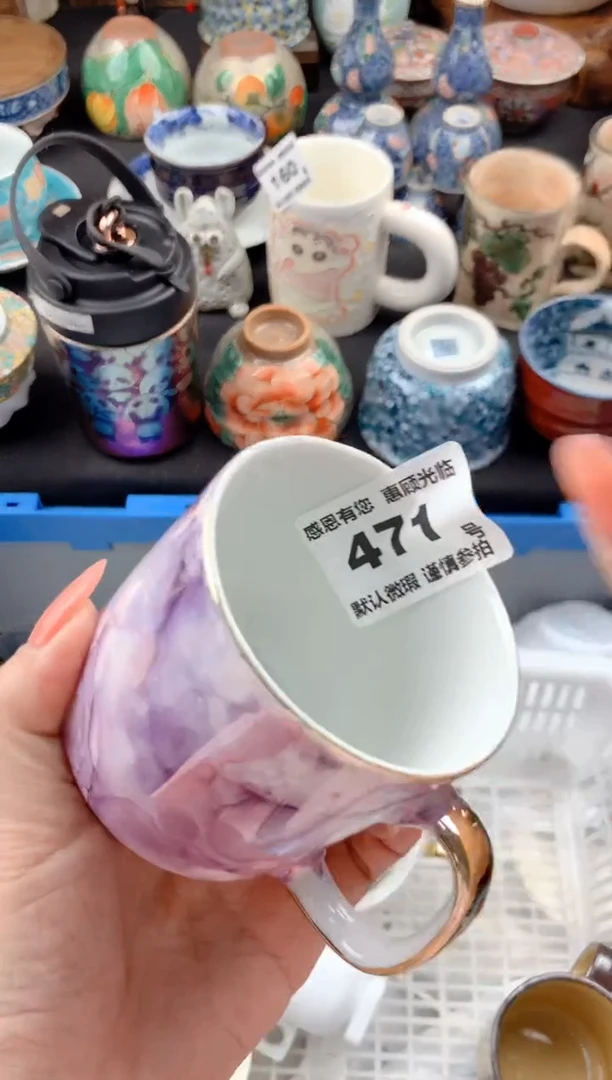 160
感恩有您 惠顾光临
471 号
默认微瑕 谨慎参拍